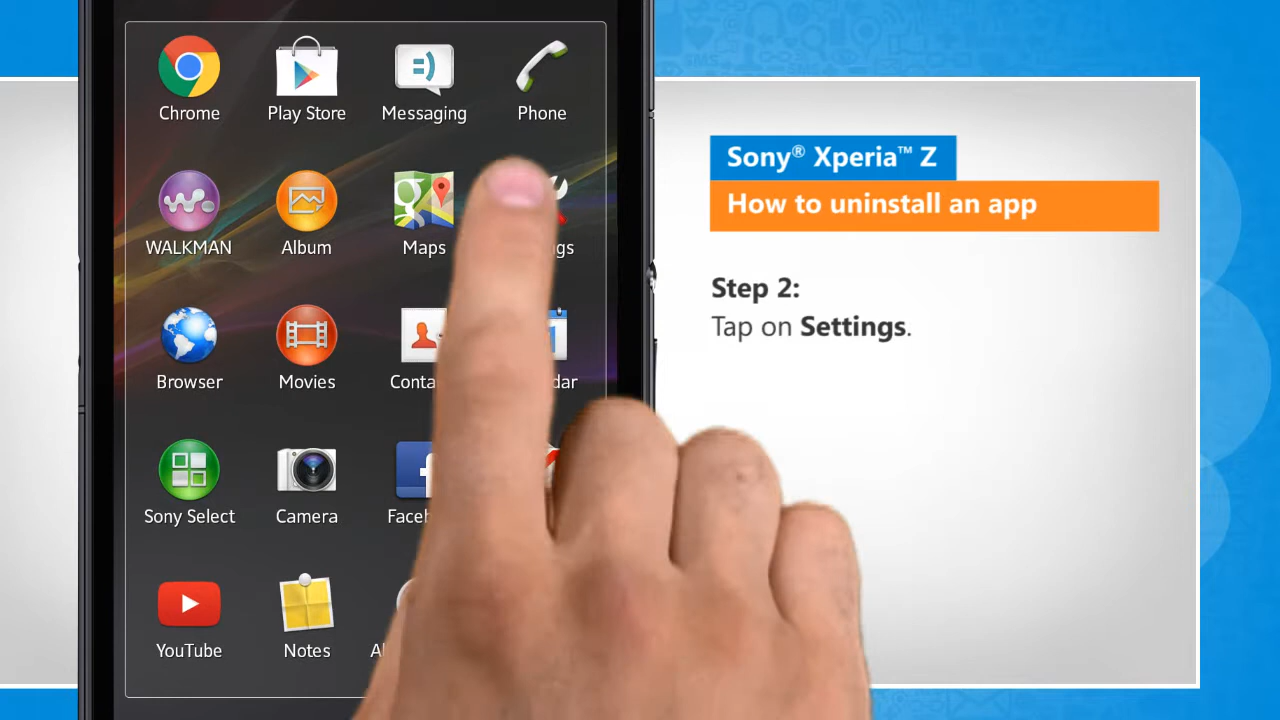 Chrome
Play Store
Messaging
Phone
WALKMAN
Album
Maps
Browser
Movies
Sony Select
Camera
YouTube
Notes
Sony® Xperia™ Z
How to uninstall an app
Step 2:
Tap on Settings.